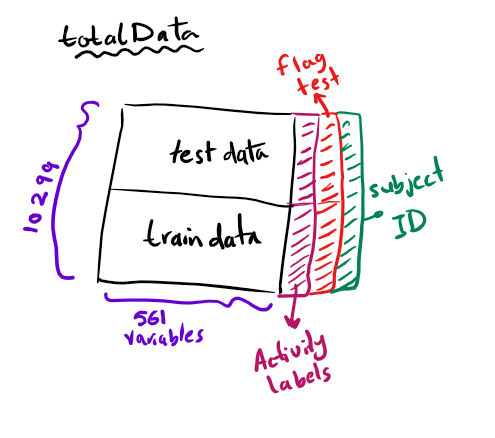 totalData
flag
test
test data
10299
subject
ID
train data
561
variables
Activity
labels